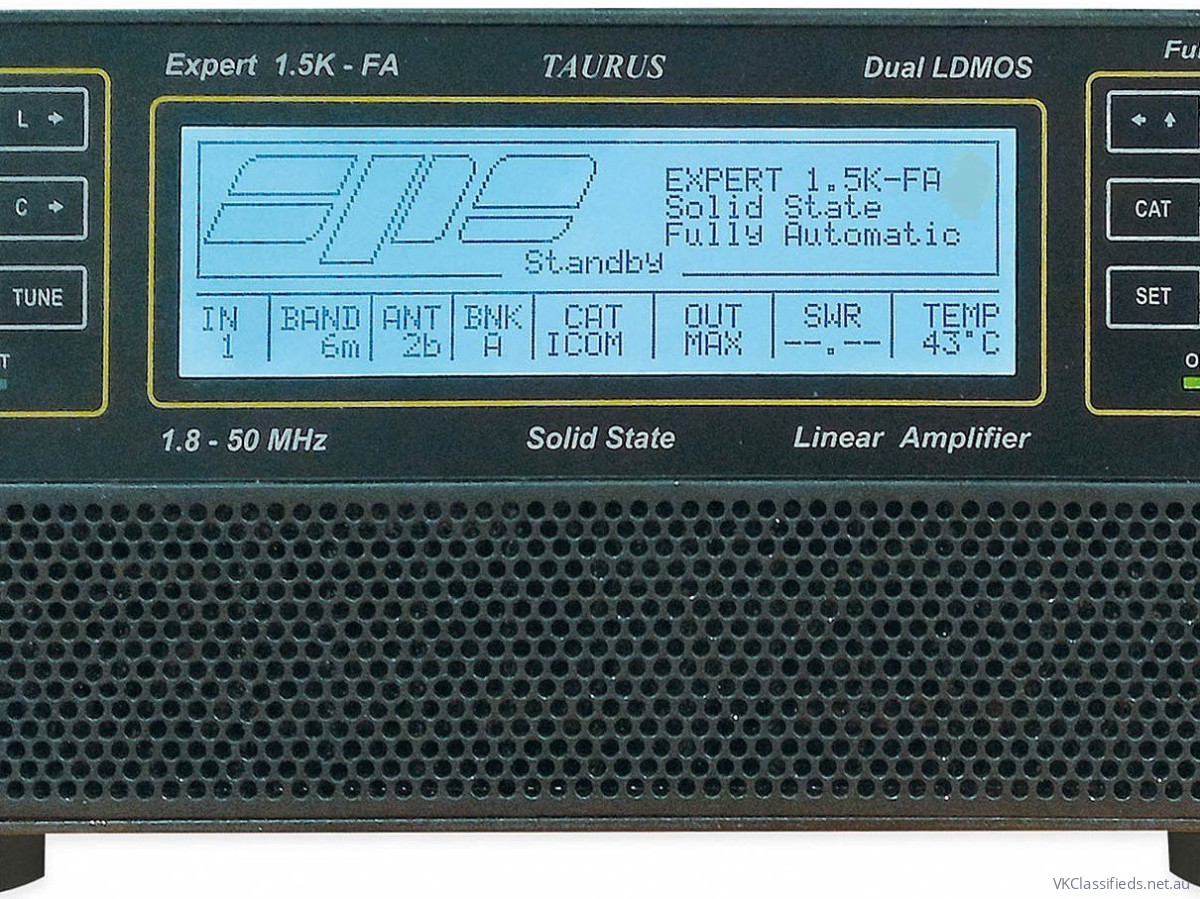 Expert 1.5K - FA
TAURUS
Dual LDMOS
L
C
TUNE
EXPERT 1.5K-FA
Solid State
Fully Automatic
Standby
IN BAND ANT BNK CAT OUT SWR TEMP
1 6m 2b A ICOM MAX --.-- 43°C
CAT
SET
1.8 - 50 MHz
Solid State
Linear Amplifier
VKClassifieds.net.au